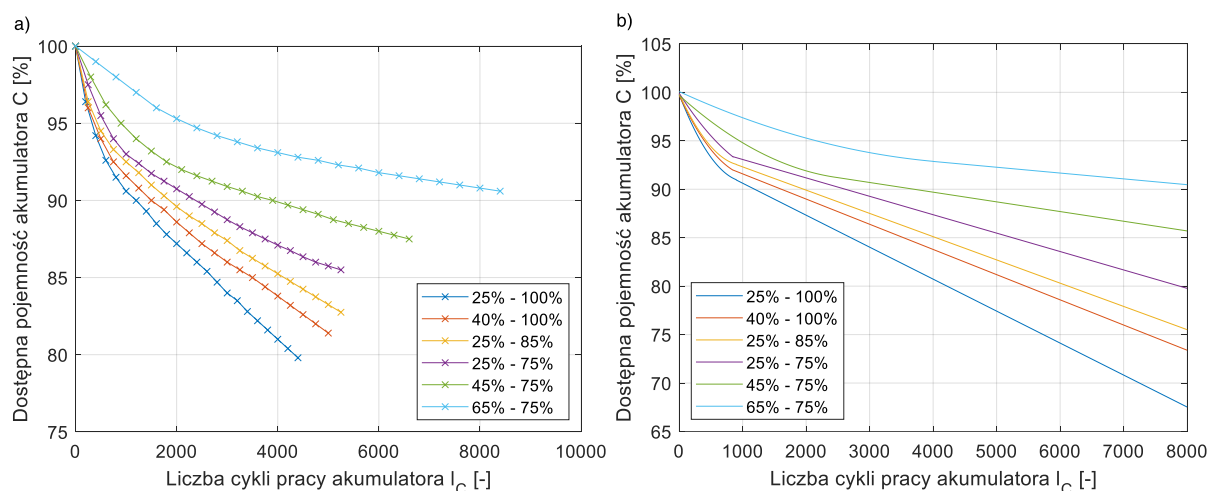 a)
100
95
90
85
80
75
0
2000
4000
6000
8000
10000
Dostępna pojemność akumulatora C [%]
Liczba cykli pracy akumulatora l_C [-]
25% - 100%
40% - 100%
25% - 85%
25% - 75%
45% - 75%
65% - 75%
b)
105
100
95
90
85
80
75
70
65
0
1000
2000
3000
4000
5000
6000
7000
8000
Dostępna pojemność akumulatora C [%]
Liczba cykli pracy akumulatora l_C [-]
25% - 100%
40% - 100%
25% - 85%
25% - 75%
45% - 75%
65% - 75%